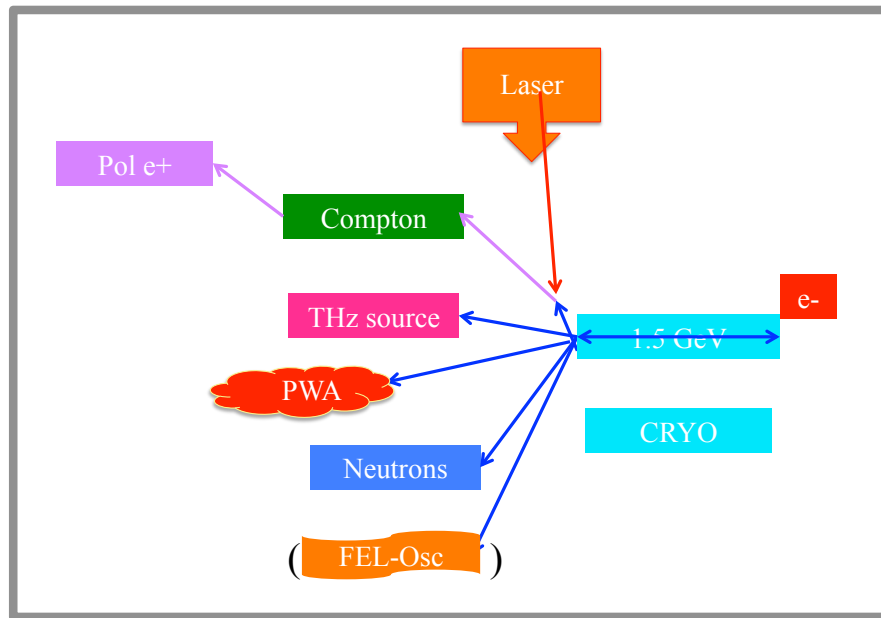 Laser
Pol e+
Compton
e-
THz source
1.5 GeV
PWA
CRYO
Neutrons
( FEL-Osc )